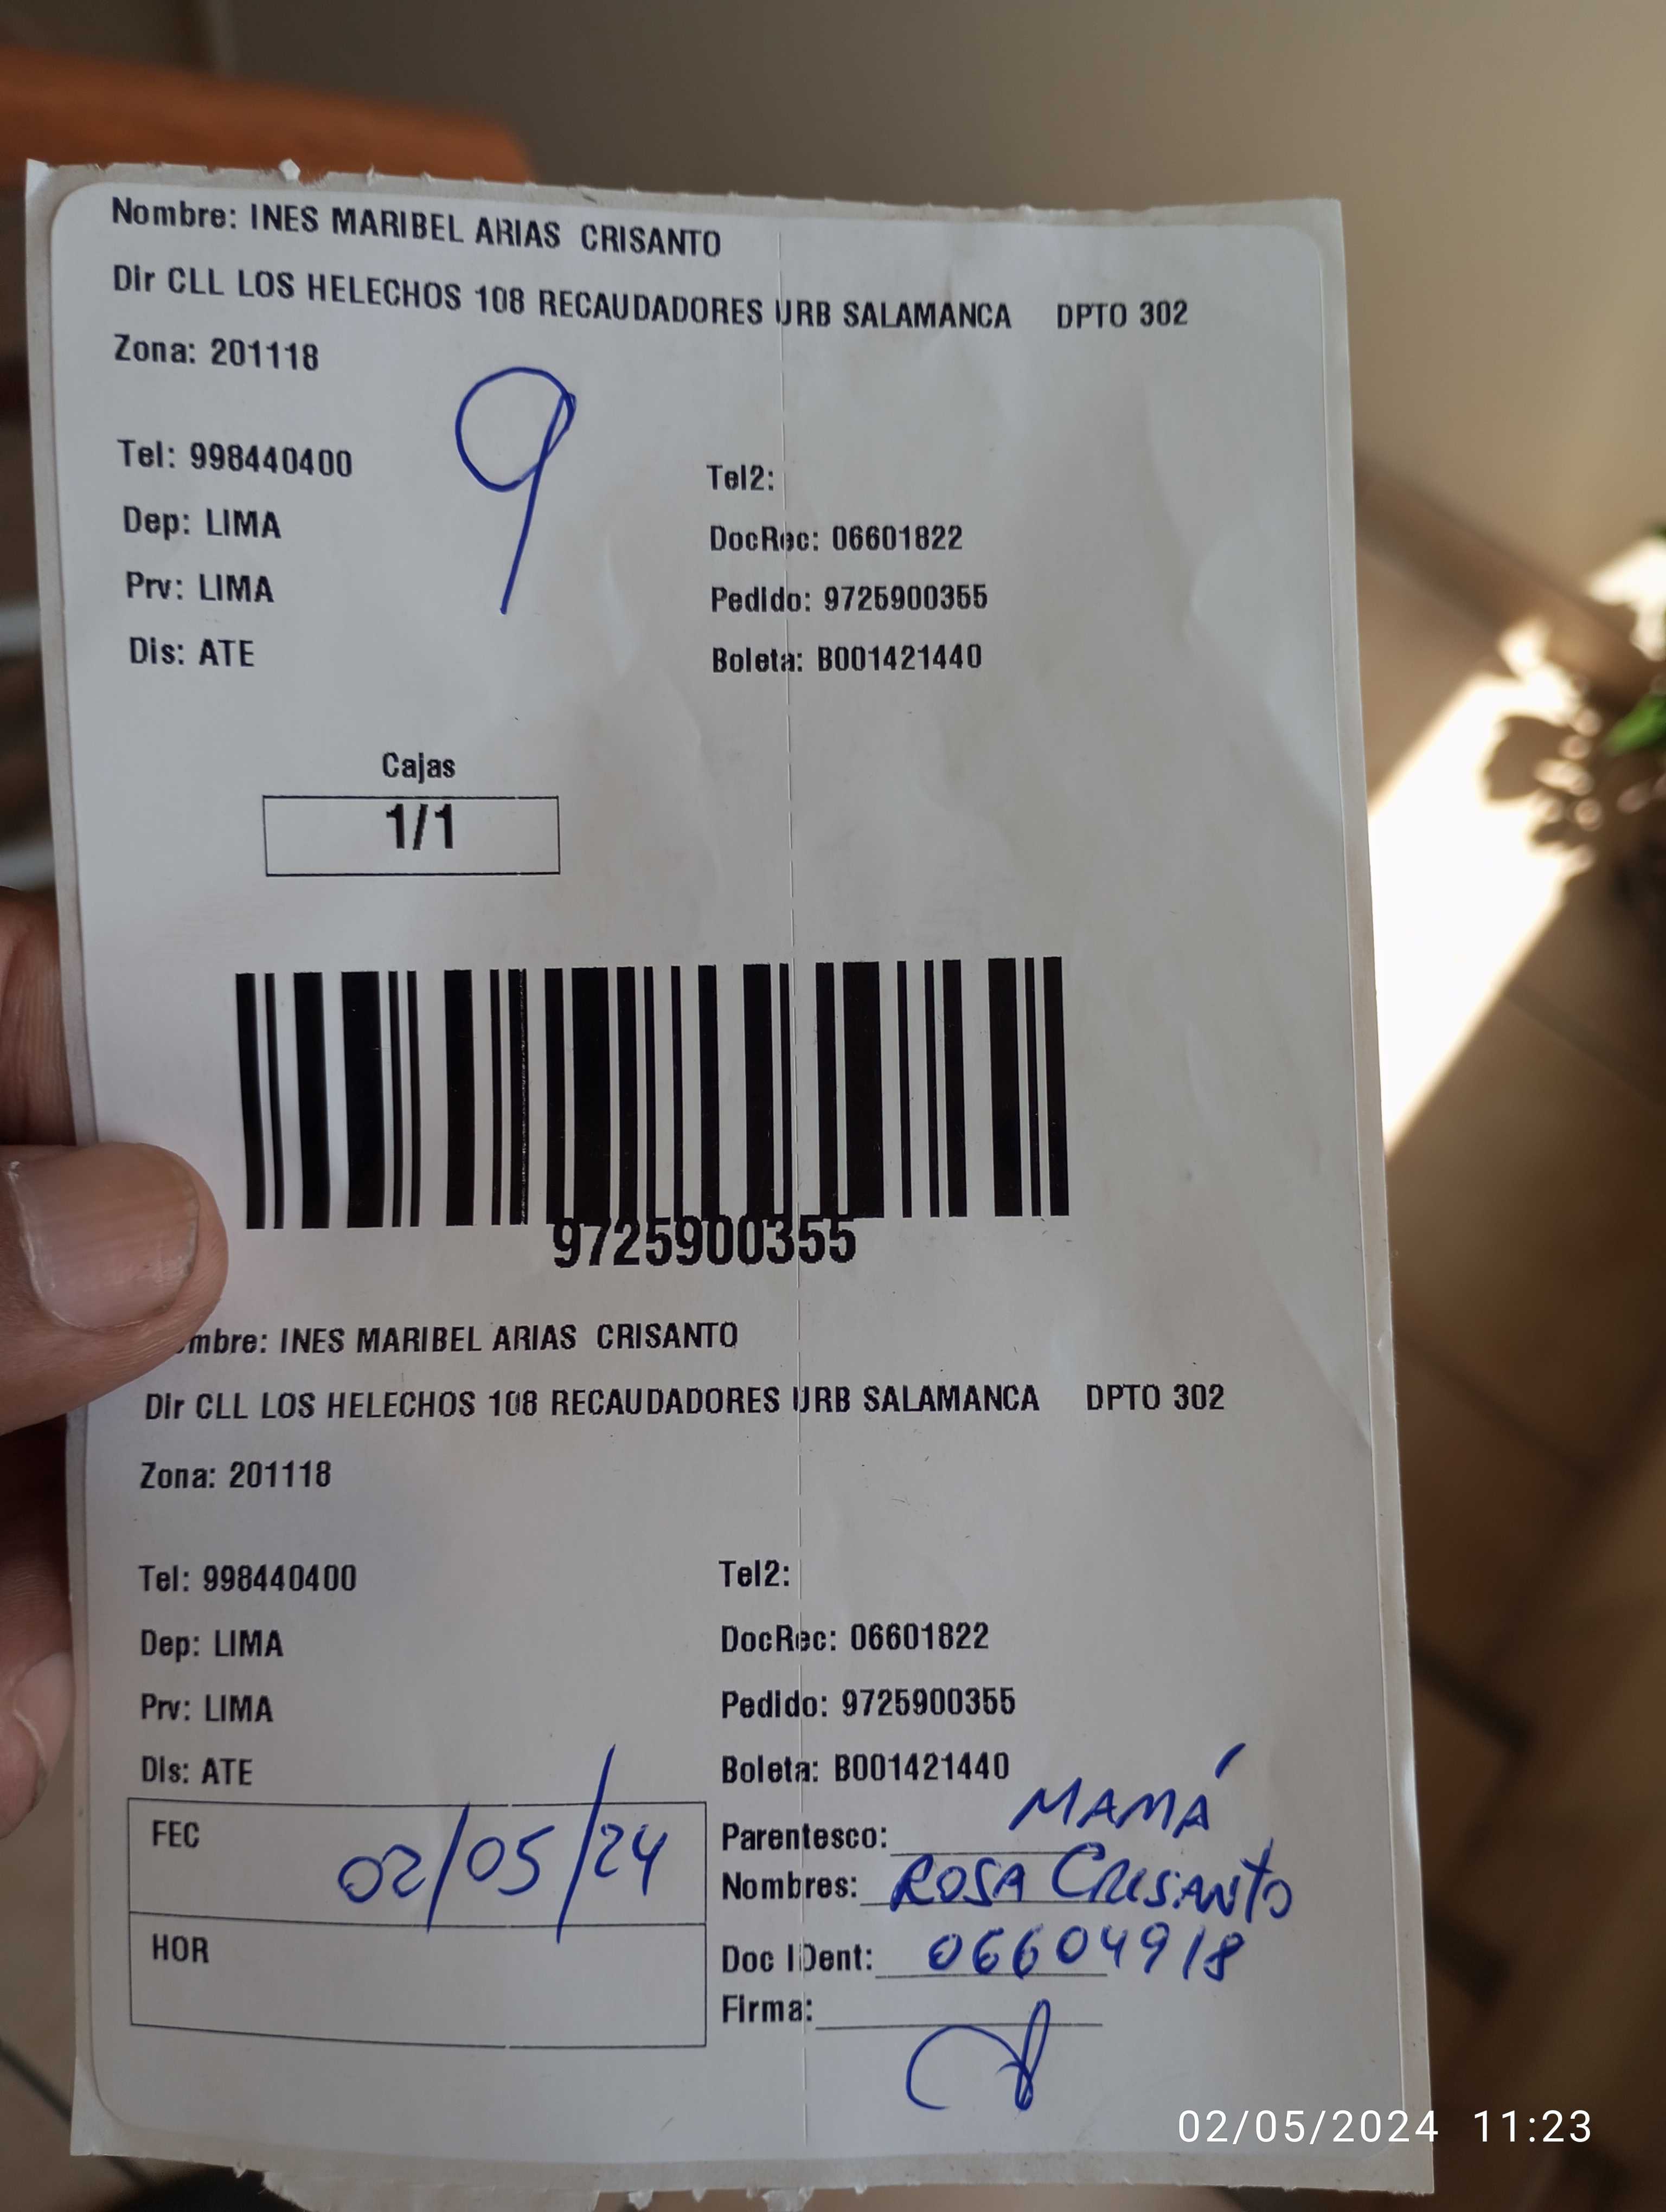 Nombre: INES MARIBEL ARIAS CRISANTO
Dir CLL LOS HELECHOS 108 RECAUDADORES URB SALAMANCA DPTO 302
Zona: 201118
9
Tel: 998440400
Tel2:
Dep: LIMA
DocRec: 06601822
Prv: LIMA
Pedido: 9725900355
Dis: ATE
Boleta: B001421440
Cajas
1/1
9725900355
mbre: INES MARIBEL ARIAS CRISANTO
Dir CLL LOS HELECHOS 108 RECAUDADORES URB SALAMANCA DPTO 302
Zona: 201118
Tel: 998440400
Tel2:
Dep: LIMA
DocRec: 06601822
Prv: LIMA
Pedido: 9725900355
Dis: ATE
Boleta: B001421440
FEC 02/05/24
Parentesco: MAMÁ
Nombres: ROSA CRISANTO
HOR
Doc IDent: 06604918
Firma:
02/05/2024 11:23